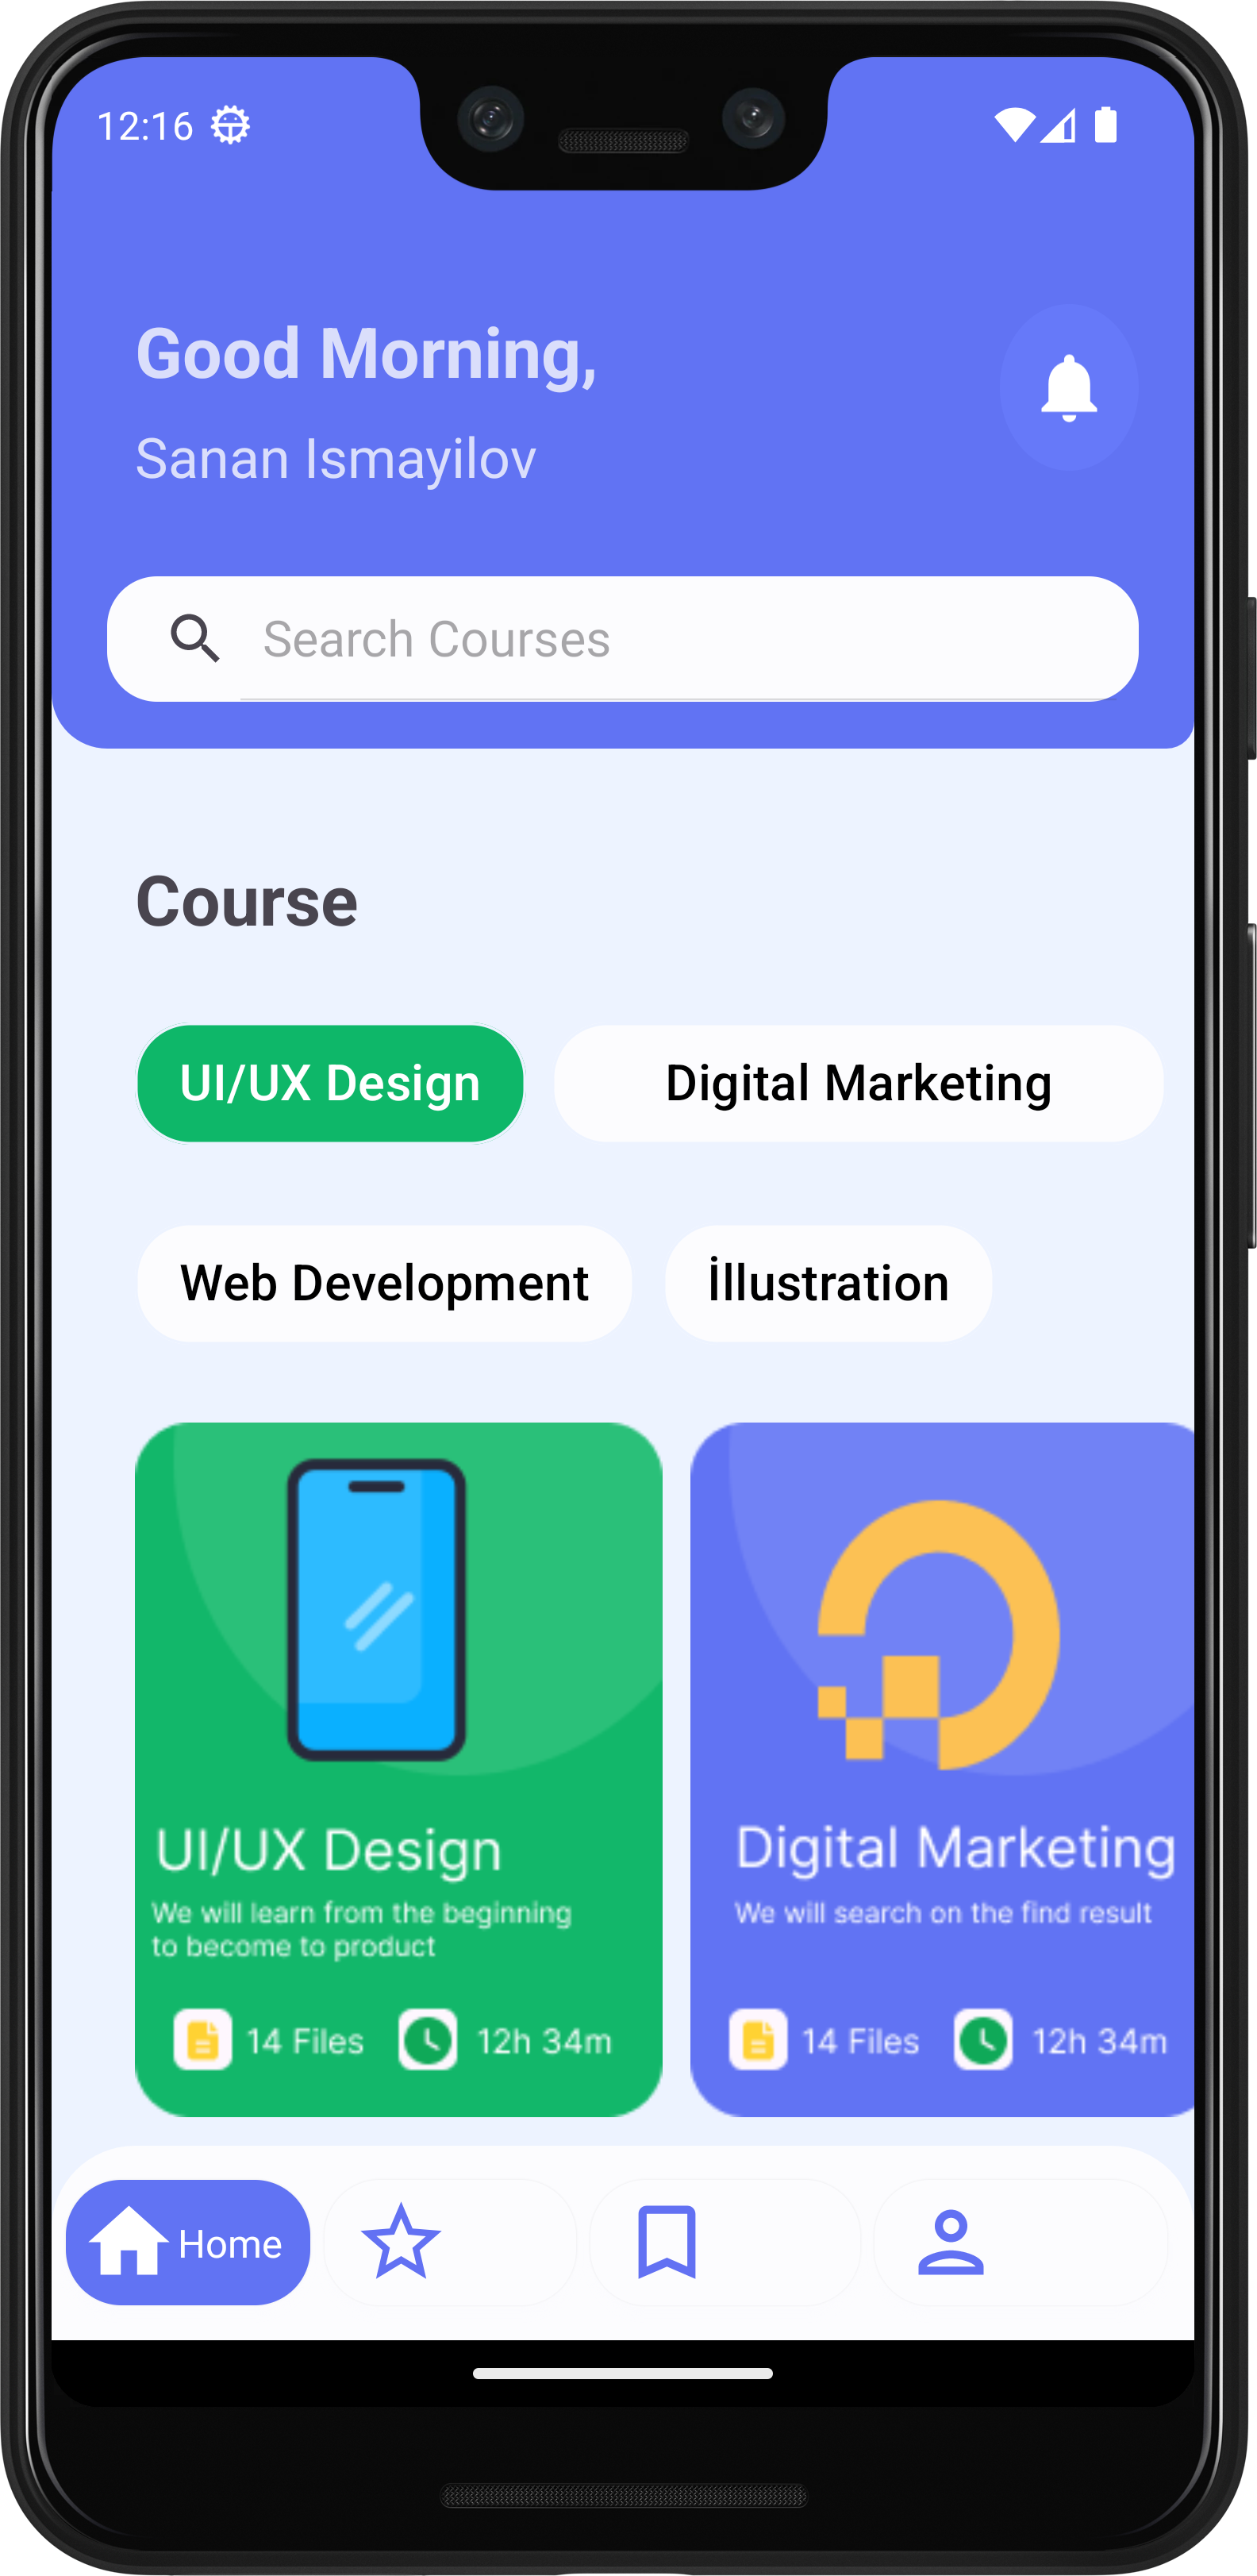 12:16
Good Morning,
Sanan Ismayilov
Search Courses
Course
UI/UX Design
Digital Marketing
Web Development
İllustration
UI/UX Design
We will learn from the beginning
to become to product
14 Files
12h 34m
Digital Marketing
We will search on the find result
14 Files
12h 34m
Home